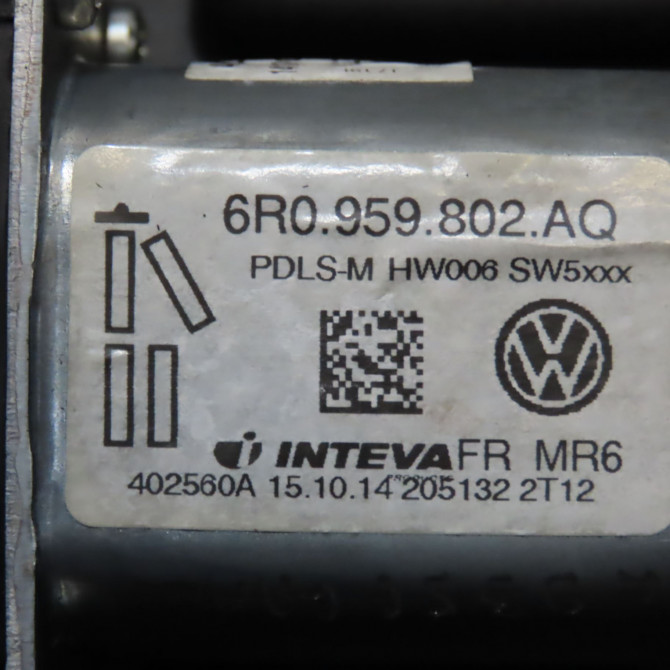 6R0.959.802.AQ
PDLS-M HW006 SW5xxx
INTEVA FR MR6
402560A 15.10.14 205132 2T12